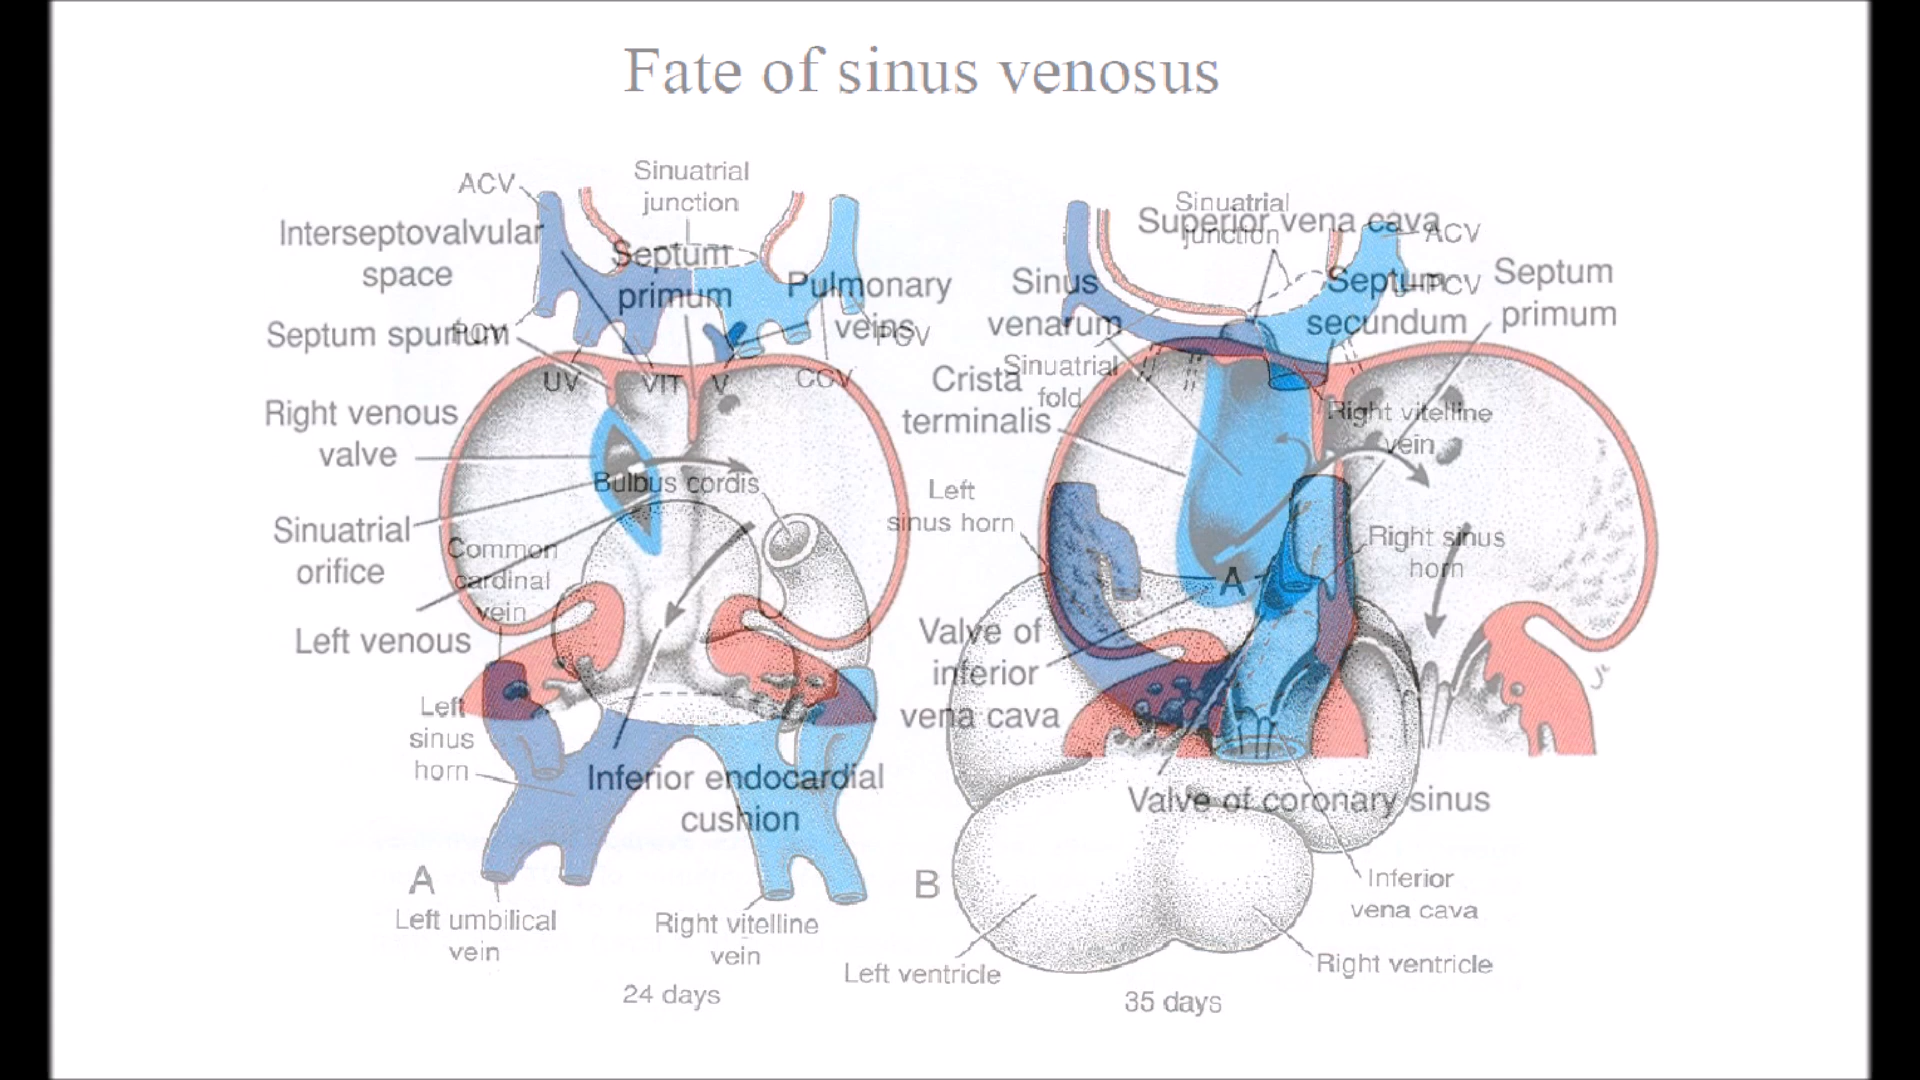 Fate of sinus venosus
ACV
Sinuatrial
junction
Interseptovalvular
space
Septum
primum
Pulmonary
veins
Septum spurium
PCV
PCV
UV
VIT V
CCV
Right venous
valve
Bulbus cordis
Sinuatrial
orifice
Common
cardinal
vein
Left venous
Left
sinus
horn
Inferior endocardial
cushion
A
Left umbilical
vein
Right vitelline
vein
24 days
Sinuatrial
junction
Superior vena cava
ACV
PCV
Sinus
venarum
Septum
secundum
Septum
primum
Sinuatrial
fold
Crista
terminalis
Right vitelline
vein
Left
sinus horn
Right sinus
horn
A
Valve of
inferior
vena cava
Valve of coronary sinus
B
Inferior
vena cava
Left ventricle
Right ventricle
35 days